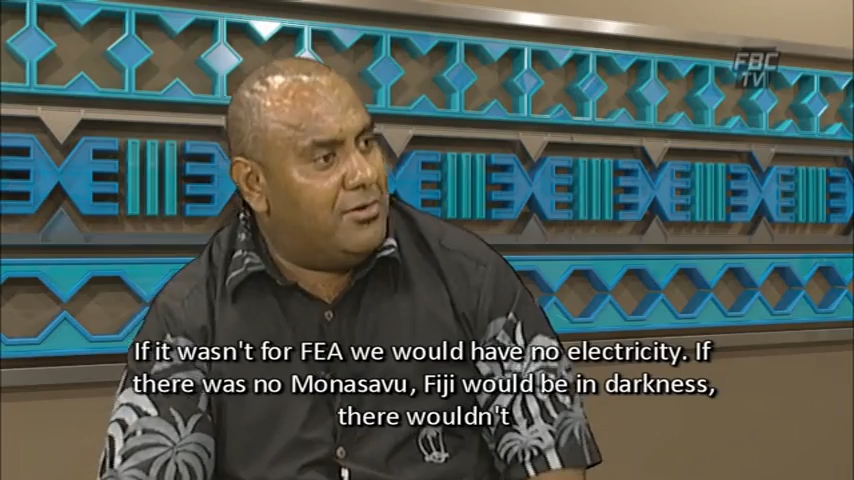 FBC
TV
If it wasn't for FEA we would have no electricity. If
there was no Monasavu, Fiji would be in darkness,
there wouldn't